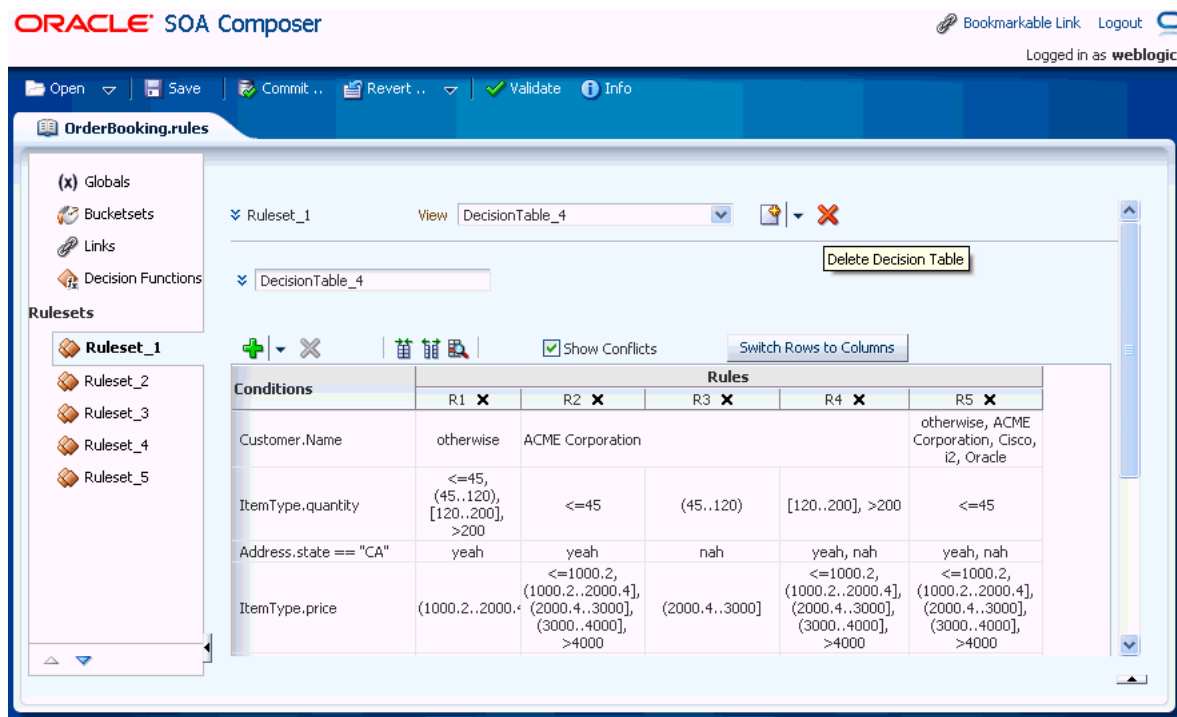 ORACLE SOA Composer
Bookmarkable Link Logout
Logged in as weblogic
Open Save Commit .. Revert .. Validate Info
OrderBooking.rules
(x) Globals
Bucketsets
Links
Decision Functions
Rulesets
Ruleset_1
Ruleset_2
Ruleset_3
Ruleset_4
Ruleset_5
Ruleset_1 View DecisionTable_4
Delete Decision Table
DecisionTable_4
Show Conflicts Switch Rows to Columns
Conditions Rules
R1 R2 R3 R4 R5
Customer.Name otherwise ACME Corporation otherwise, ACME
Corporation, Cisco,
i2, Oracle
ItemType.quantity <=45,
(45..120),
[120..200],
>200 <=45 (45..120) [120..200], >200 <=45
Address.state == "CA" yeah yeah nah yeah, nah yeah, nah
ItemType.price (1000.2..2000.4 <=1000.2,
(1000.2..2000.4],
(2000.4..3000],
(3000..4000],
>4000 (2000.4..3000] <=1000.2,
(1000.2..2000.4],
(2000.4..3000],
(3000..4000],
>4000 <=1000.2,
(1000.2..2000.4],
(2000.4..3000],
(3000..4000],
>4000